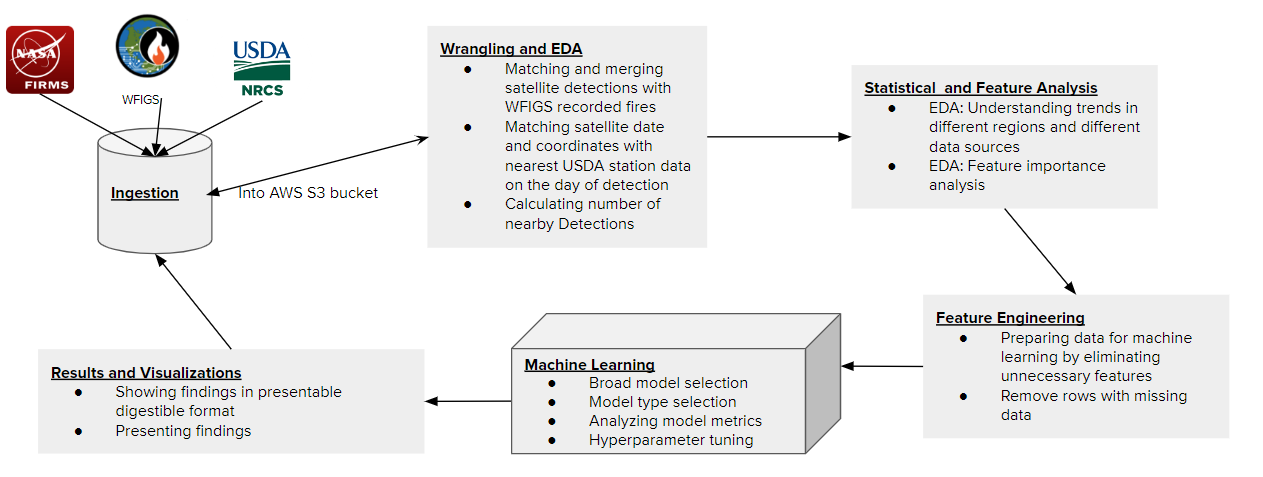 NASA
FIRMS
WFIGS
USDA
NRCS
Ingestion
Into AWS S3 bucket
Wrangling and EDA
● Matching and merging
satellite detections with
WFIGS recorded fires
● Matching satellite date
and coordinates with
nearest USDA station data
on the day of detection
● Calculating number of
nearby Detections
Statistical and Feature Analysis
● EDA: Understanding trends in
different regions and different
data sources
● EDA: Feature importance
analysis
Feature Engineering
● Preparing data for machine
learning by eliminating
unnecessary features
● Remove rows with missing
data
Machine Learning
● Broad model selection
● Model type selection
● Analyzing model metrics
● Hyperparameter tuning
Results and Visualizations
● Showing findings in presentable
digestible format
● Presenting findings